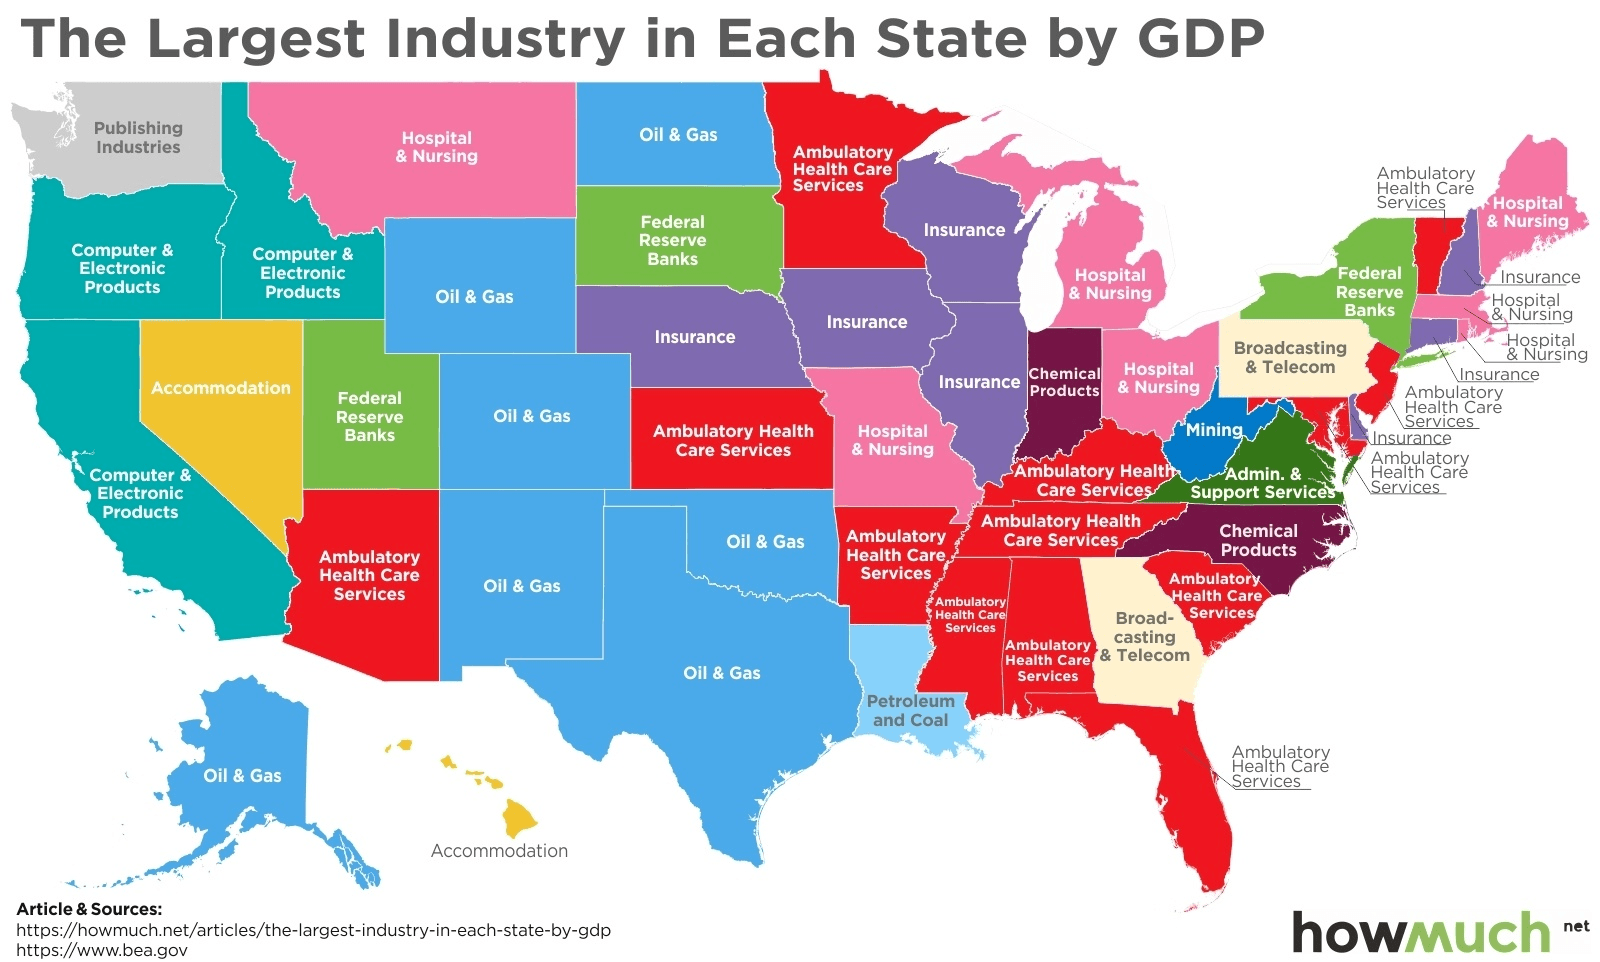 The Largest Industry in Each State by GDP
Publishing
Industries
Hospital
& Nursing
Oil & Gas
Ambulatory
Health Care
Services
Ambulatory
Health Care
Services
Hospital
& Nursing
Computer &
Electronic
Products
Computer &
Electronic
Products
Oil & Gas
Federal
Reserve
Banks
Insurance
Hospital
& Nursing
Federal
Reserve
Banks
Insurance
Hospital
& Nursing
Insurance
Insurance
Hospital
& Nursing
Accommodation
Federal
Reserve
Banks
Oil & Gas
Insurance
Chemical
Products
Hospital
& Nursing
Broadcasting
& Telecom
Insurance
Ambulatory
Health Care
Services
Insurance
Ambulatory
Health Care
Services
Ambulatory Health
Care Services
Hospital
& Nursing
Mining
Ambulatory Health
Care Services
Admin. &
Support Services
Computer &
Electronic
Products
Ambulatory
Health Care
Services
Oil & Gas
Oil & Gas
Ambulatory
Health Care
Services
Ambulatory Health
Care Services
Chemical
Products
Oil & Gas
Ambulatory
Health Care
Services
Ambulatory
Health Care
Services
Broad-
casting
& Telecom
Ambulatory
Health Care
Services
Petroleum
and Coal
Ambulatory
Health Care
Services
Oil & Gas
Accommodation
Article & Sources:
https://howmuch.net/articles/the-largest-industry-in-each-state-by-gdp
https://www.bea.gov
howmuch net